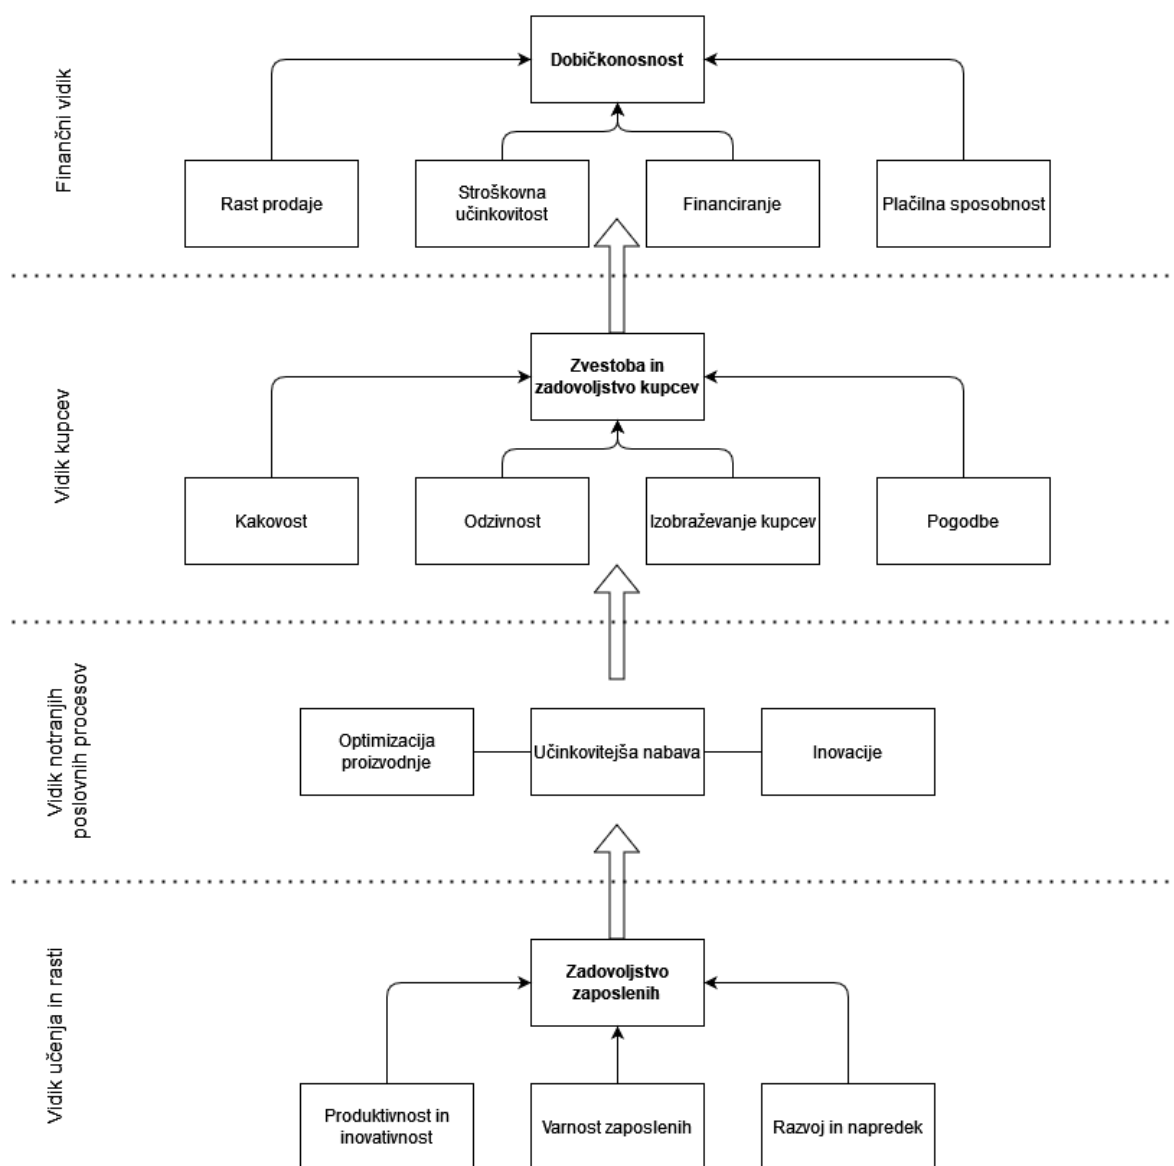 Finančni vidik
Dobičkonosnost
Rast prodaje
Stroškovna
učinkovitost
Financiranje
Plačilna sposobnost
Vidik kupcev
Zvestoba in
zadovoljstvo kupcev
Kakovost
Odzivnost
Izobraževanje kupcev
Pogodbe
Vidik notranjih
poslovnih procesov
Optimizacija
proizvodnje
Učinkovitejša nabava
Inovacije
Vidik učenja in rasti
Zadovoljstvo
zaposlenih
Produktivnost in
inovativnost
Varnost zaposlenih
Razvoj in napredek